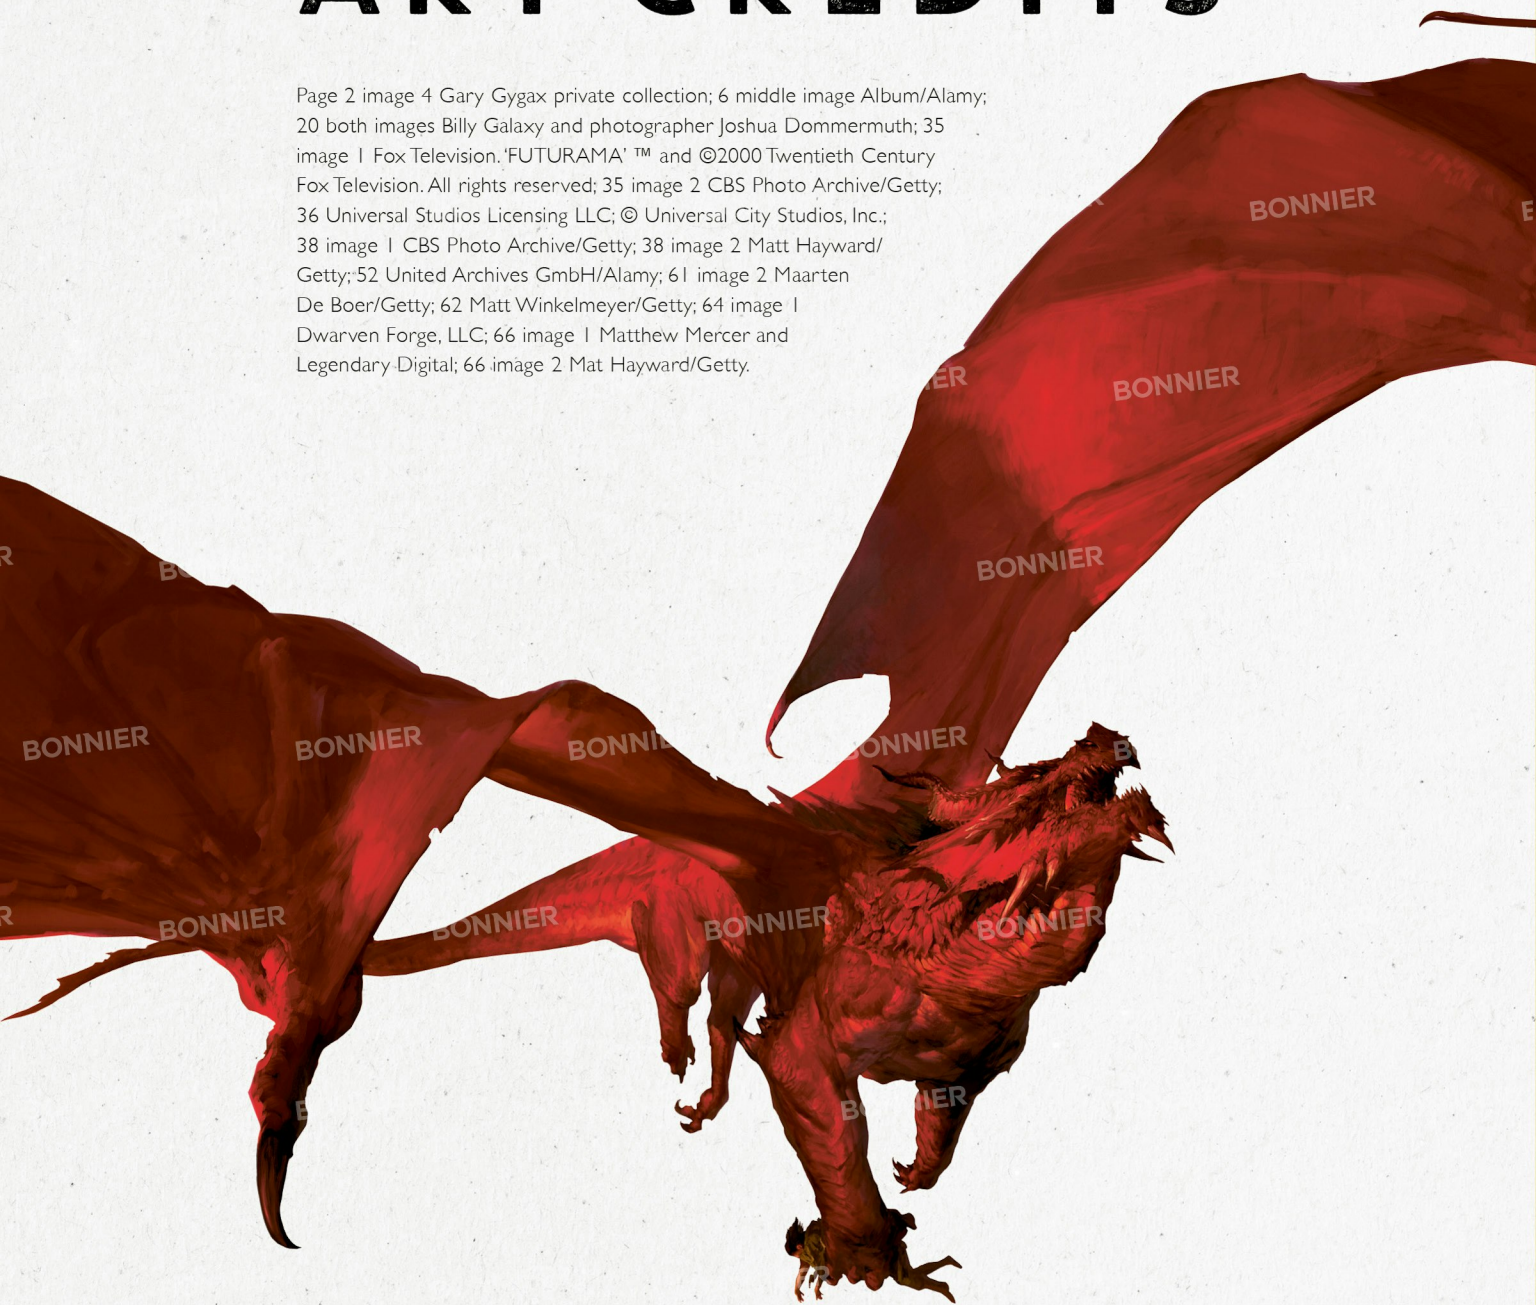 ART CREDITS
Page 2 image 4 Gary Gygax private collection; 6 middle image Album/Alamy;
20 both images Billy Galaxy and photographer Joshua Dommermuth; 35
image 1 Fox Television. ‘FUTURAMA’ ™ and ©2000 Twentieth Century
Fox Television. All rights reserved; 35 image 2 CBS Photo Archive/Getty;
36 Universal Studios Licensing LLC; © Universal City Studios, Inc.;
38 image 1 CBS Photo Archive/Getty; 38 image 2 Matt Hayward/
Getty; 52 United Archives GmbH/Alamy; 61 image 2 Maarten
De Boer/Getty; 62 Matt Winkelmeyer/Getty; 64 image 1
Dwarven Forge, LLC; 66 image 1 Matthew Mercer and
Legendary Digital; 66 image 2 Mat Hayward/Getty.
BONNIER
BONNIER
BONNIER
BONNIER
BONNIER
BONNIER
BONNIER
BONNIER
BONNIER
BONNIER
BONNIER